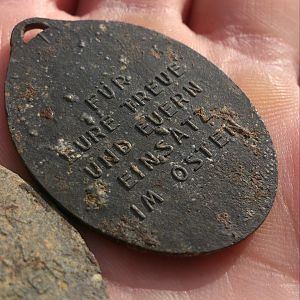 FÜR
EURE TREUE
UND EUERN
EINSATZ
IM OSTEN